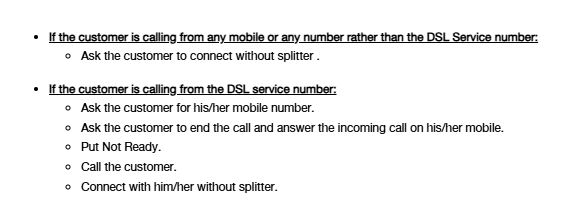 • If the customer is calling from any mobile or any number rather than the DSL Service number:
o Ask the customer to connect without splitter .
• If the customer is calling from the DSL service number:
o Ask the customer for his/her mobile number.
o Ask the customer to end the call and answer the incoming call on his/her mobile.
o Put Not Ready.
o Call the customer.
o Connect with him/her without splitter.